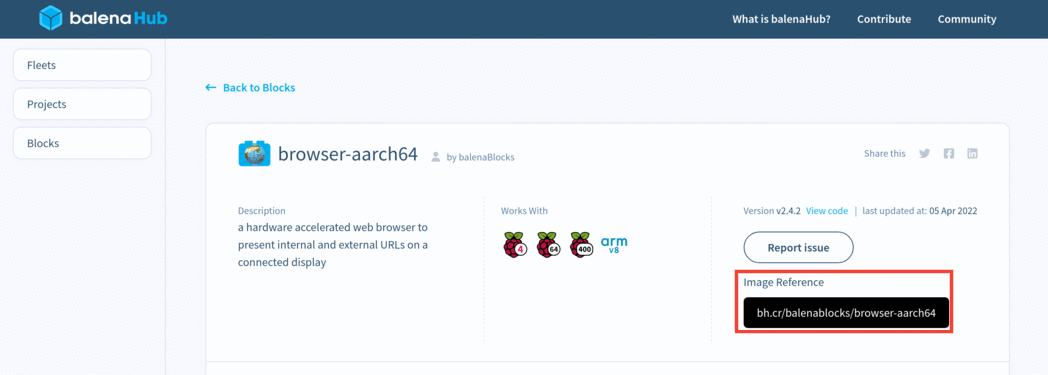 balenaHub
What is balenaHub?
Contribute
Community
Fleets
Projects
Blocks
← Back to Blocks
browser-aarch64
by balenaBlocks
Share this
Description
a hardware accelerated web browser to
present internal and external URLs on a
connected display
Works With
4
64
400
arm
v8
Version v2.4.2 View code | last updated at: 05 Apr 2022
Report issue
Image Reference
bh.cr/balenablocks/browser-aarch64